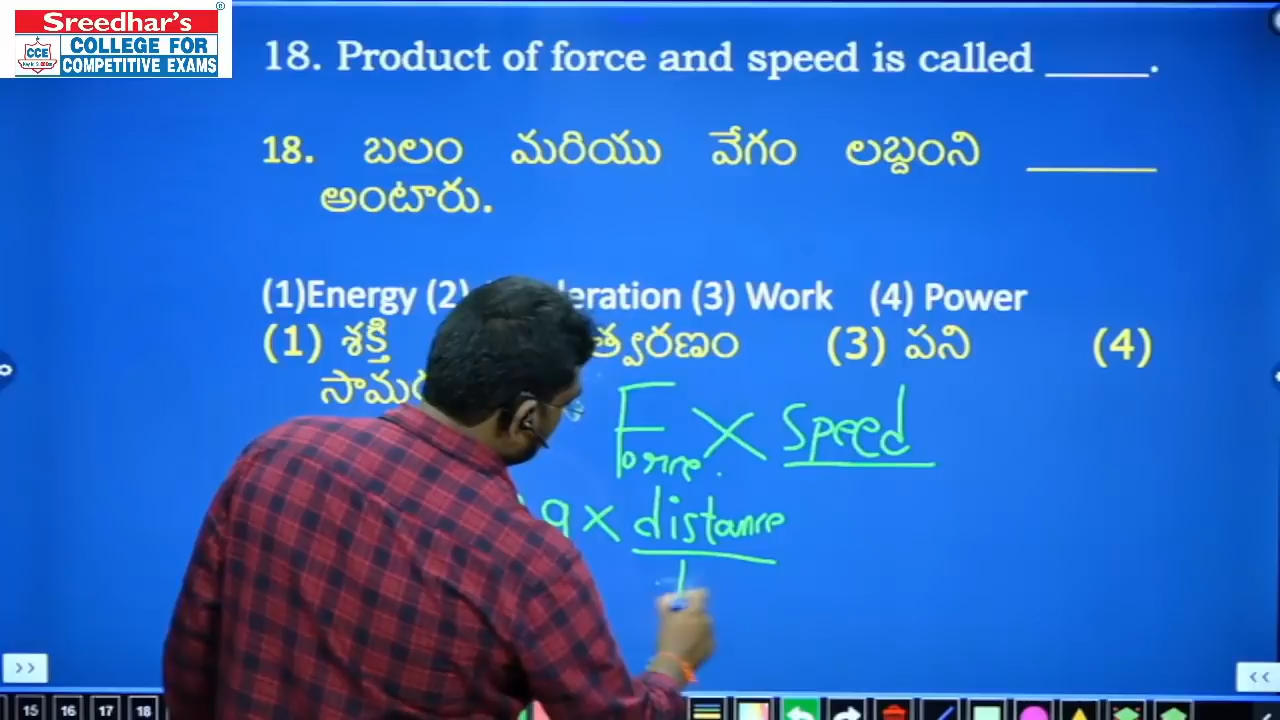 Sreedhar's
CCE
COLLEGE FOR
COMPETITIVE EXAMS
18. Product of force and speed is called _____.
18. బలం మరియు వేగం లబ్దంని ______
అంటారు.
(1)Energy (2) (3) Work (4) Power
(1) శక్తి త్వరణం (3) పని (4)
Force × Speed
× distance
>>
<<
15 16 17 18